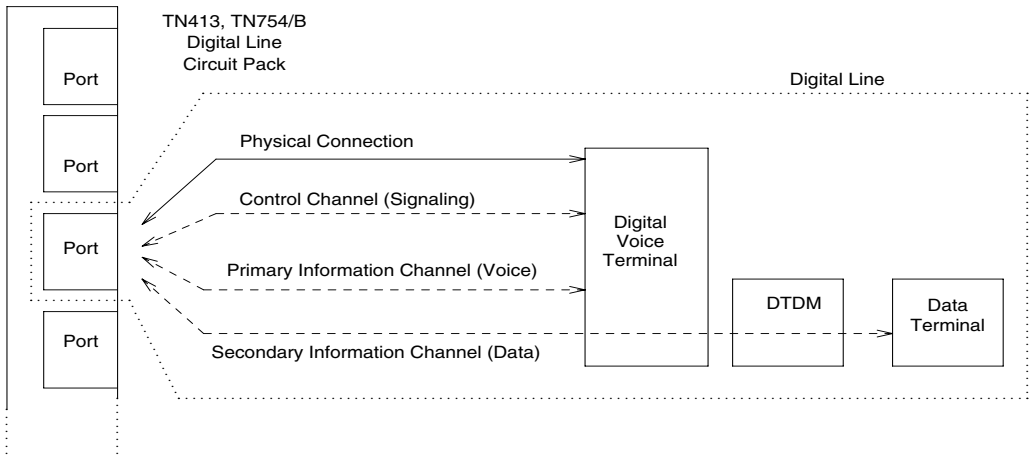 TN413, TN754/B
Digital Line
Circuit Pack
Port
Digital Line
Physical Connection
Port
Control Channel (Signaling)
Digital
Voice
Terminal
Port
Primary Information Channel (Voice)
DTDM
Data
Terminal
Port
Secondary Information Channel (Data)